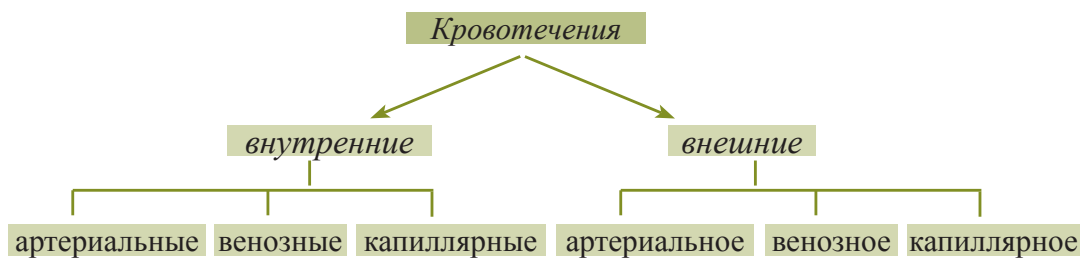 Кровотечения
внутренние внешние
артериальные венозные капиллярные артериальное венозное капиллярное